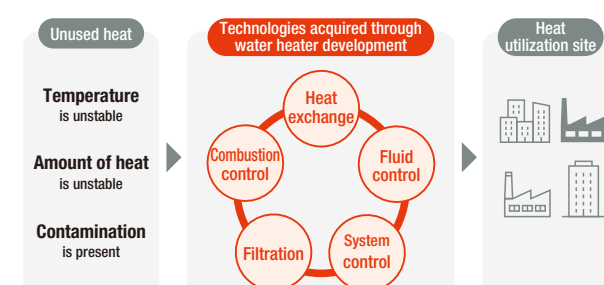 Unused heat
Temperature
is unstable
Amount of heat
is unstable
Contamination
is present
Technologies acquired through
water heater development
Heat
exchange
Combustion
control
Fluid
control
Filtration
System
control
Heat
utilization site